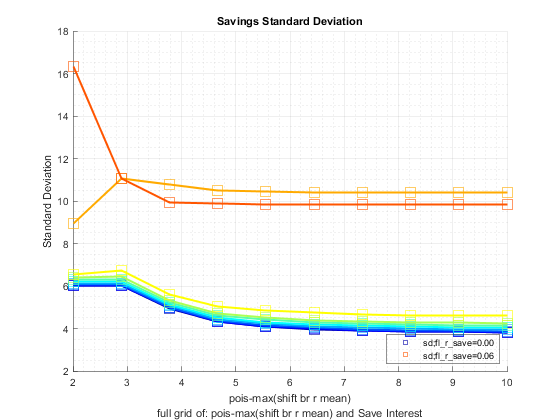 Savings Standard Deviation
18
16
14
12
10
8
6
4
2
Standard Deviation
2 3 4 5 6 7 8 9 10
sd;fl_r_save=0.00
sd;fl_r_save=0.06
pois-max(shift br r mean)
full grid of: pois-max(shift br r mean) and Save Interest